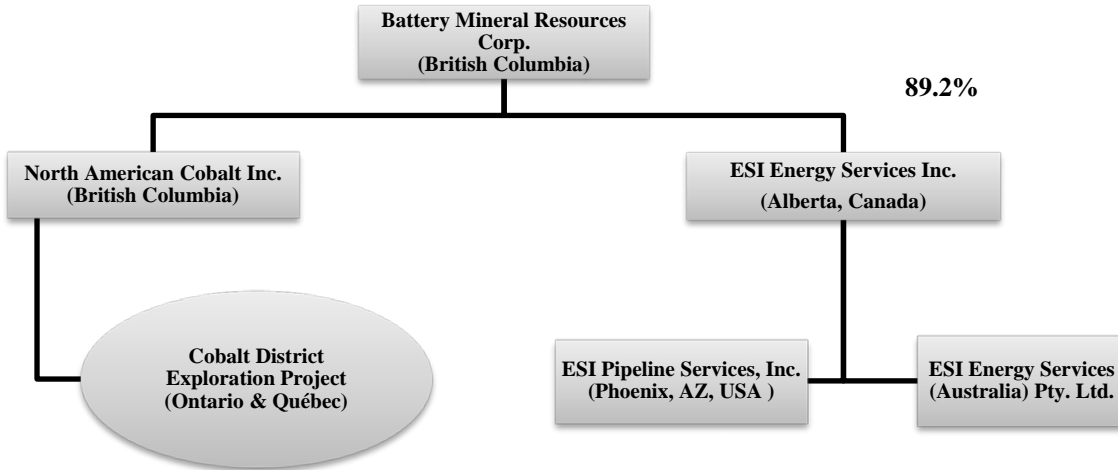 Battery Mineral Resources
Corp.
(British Columbia)
89.2%
North American Cobalt Inc.
(British Columbia)
ESI Energy Services Inc.
(Alberta, Canada)
Cobalt District
Exploration Project
(Ontario & Québec)
ESI Pipeline Services, Inc.
(Phoenix, AZ, USA )
ESI Energy Services
(Australia) Pty. Ltd.